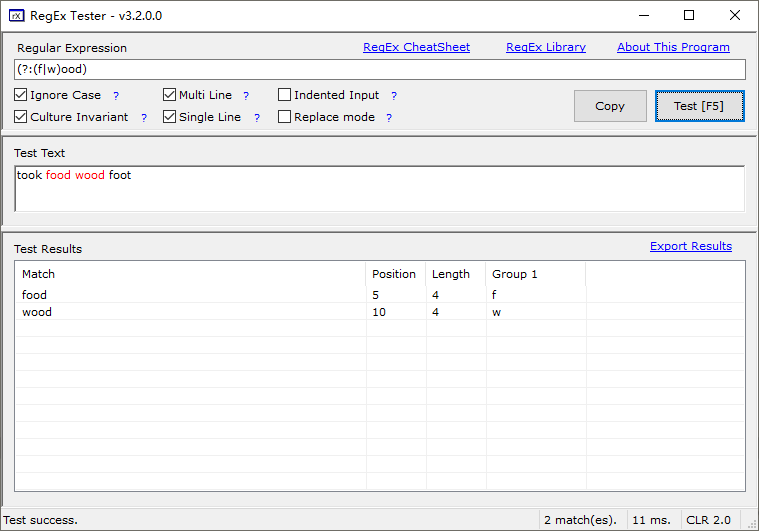 RegEx Tester - v3.2.0.0
Regular Expression RegEx CheatSheet RegEx Library About This Program
(?:(f|w)ood)
Ignore Case ? Multi Line ? Indented Input ?
Culture Invariant ? Single Line ? Replace mode ?
Copy Test [F5]
Test Text
took food wood foot
Test Results Export Results
Match Position Length Group 1
food 5 4 f
wood 10 4 w
Test success. 2 match(es). 11 ms. CLR 2.0